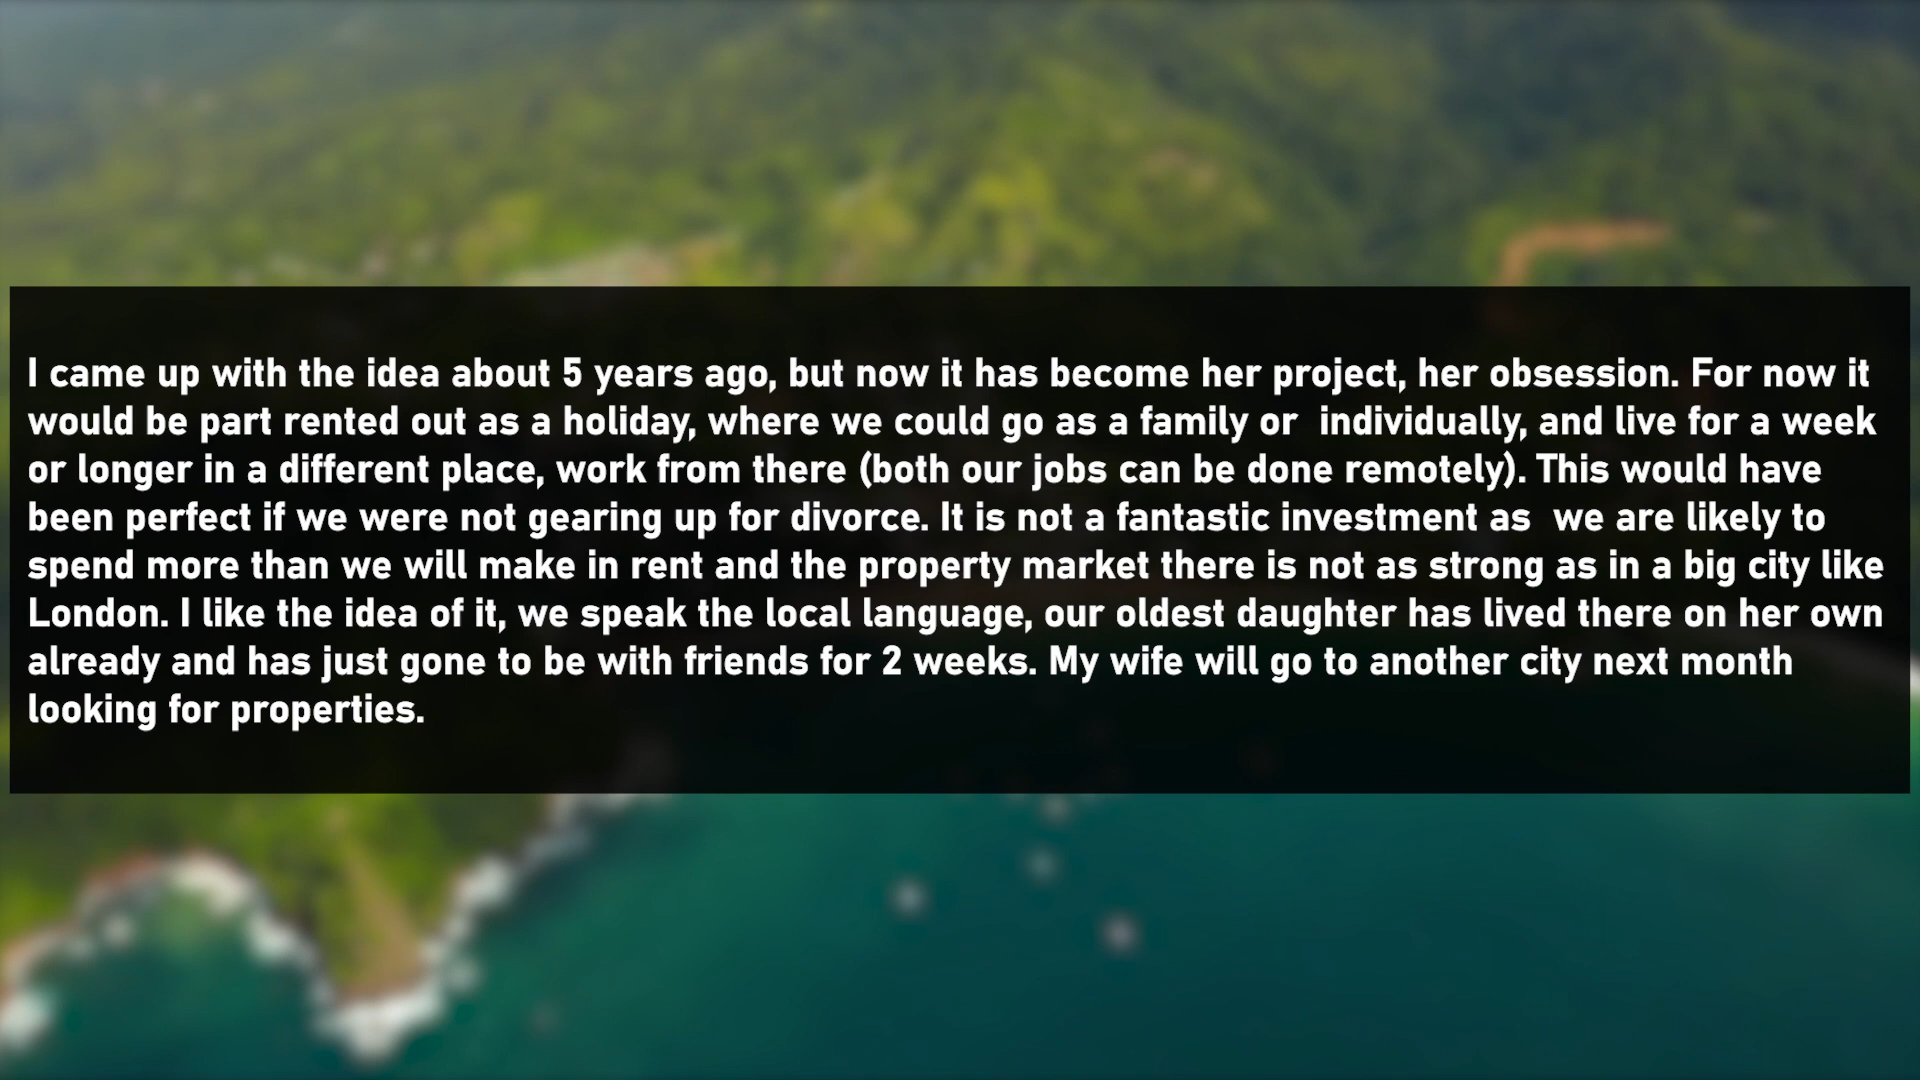 I came up with the idea about 5 years ago, but now it has become her project, her obsession. For now it
would be part rented out as a holiday, where we could go as a family or  individually, and live for a week
or longer in a different place, work from there (both our jobs can be done remotely). This would have
been perfect if we were not gearing up for divorce. It is not a fantastic investment as  we are likely to
spend more than we will make in rent and the property market there is not as strong as in a big city like
London. I like the idea of it, we speak the local language, our oldest daughter has lived there on her own
already and has just gone to be with friends for 2 weeks. My wife will go to another city next month
looking for properties.